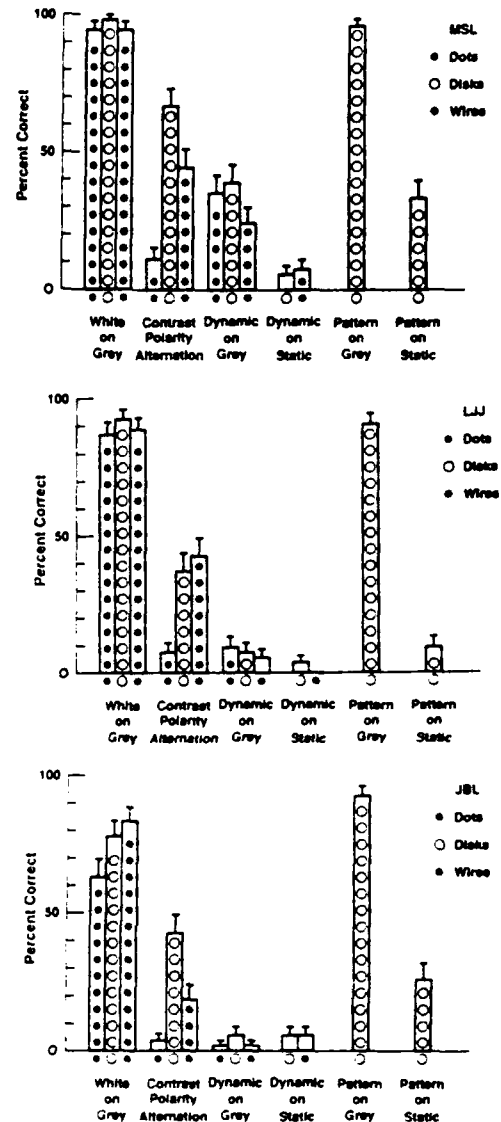 100
MSL
Dots
Disks
Wires
Percent Correct
50
0
White on Grey
Contrast Polarity Alternation
Dynamic on Grey
Dynamic on Static
Pattern on Grey
Pattern on Static
100
LJJ
Dots
Disks
Wires
Percent Correct
50
0
White on Grey
Contrast Polarity Alternation
Dynamic on Grey
Dynamic on Static
Pattern on Grey
Pattern on Static
100
JBL
Dots
Disks
Wires
Percent Correct
50
0
White on Grey
Contrast Polarity Alternation
Dynamic on Grey
Dynamic on Static
Pattern on Grey
Pattern on Static